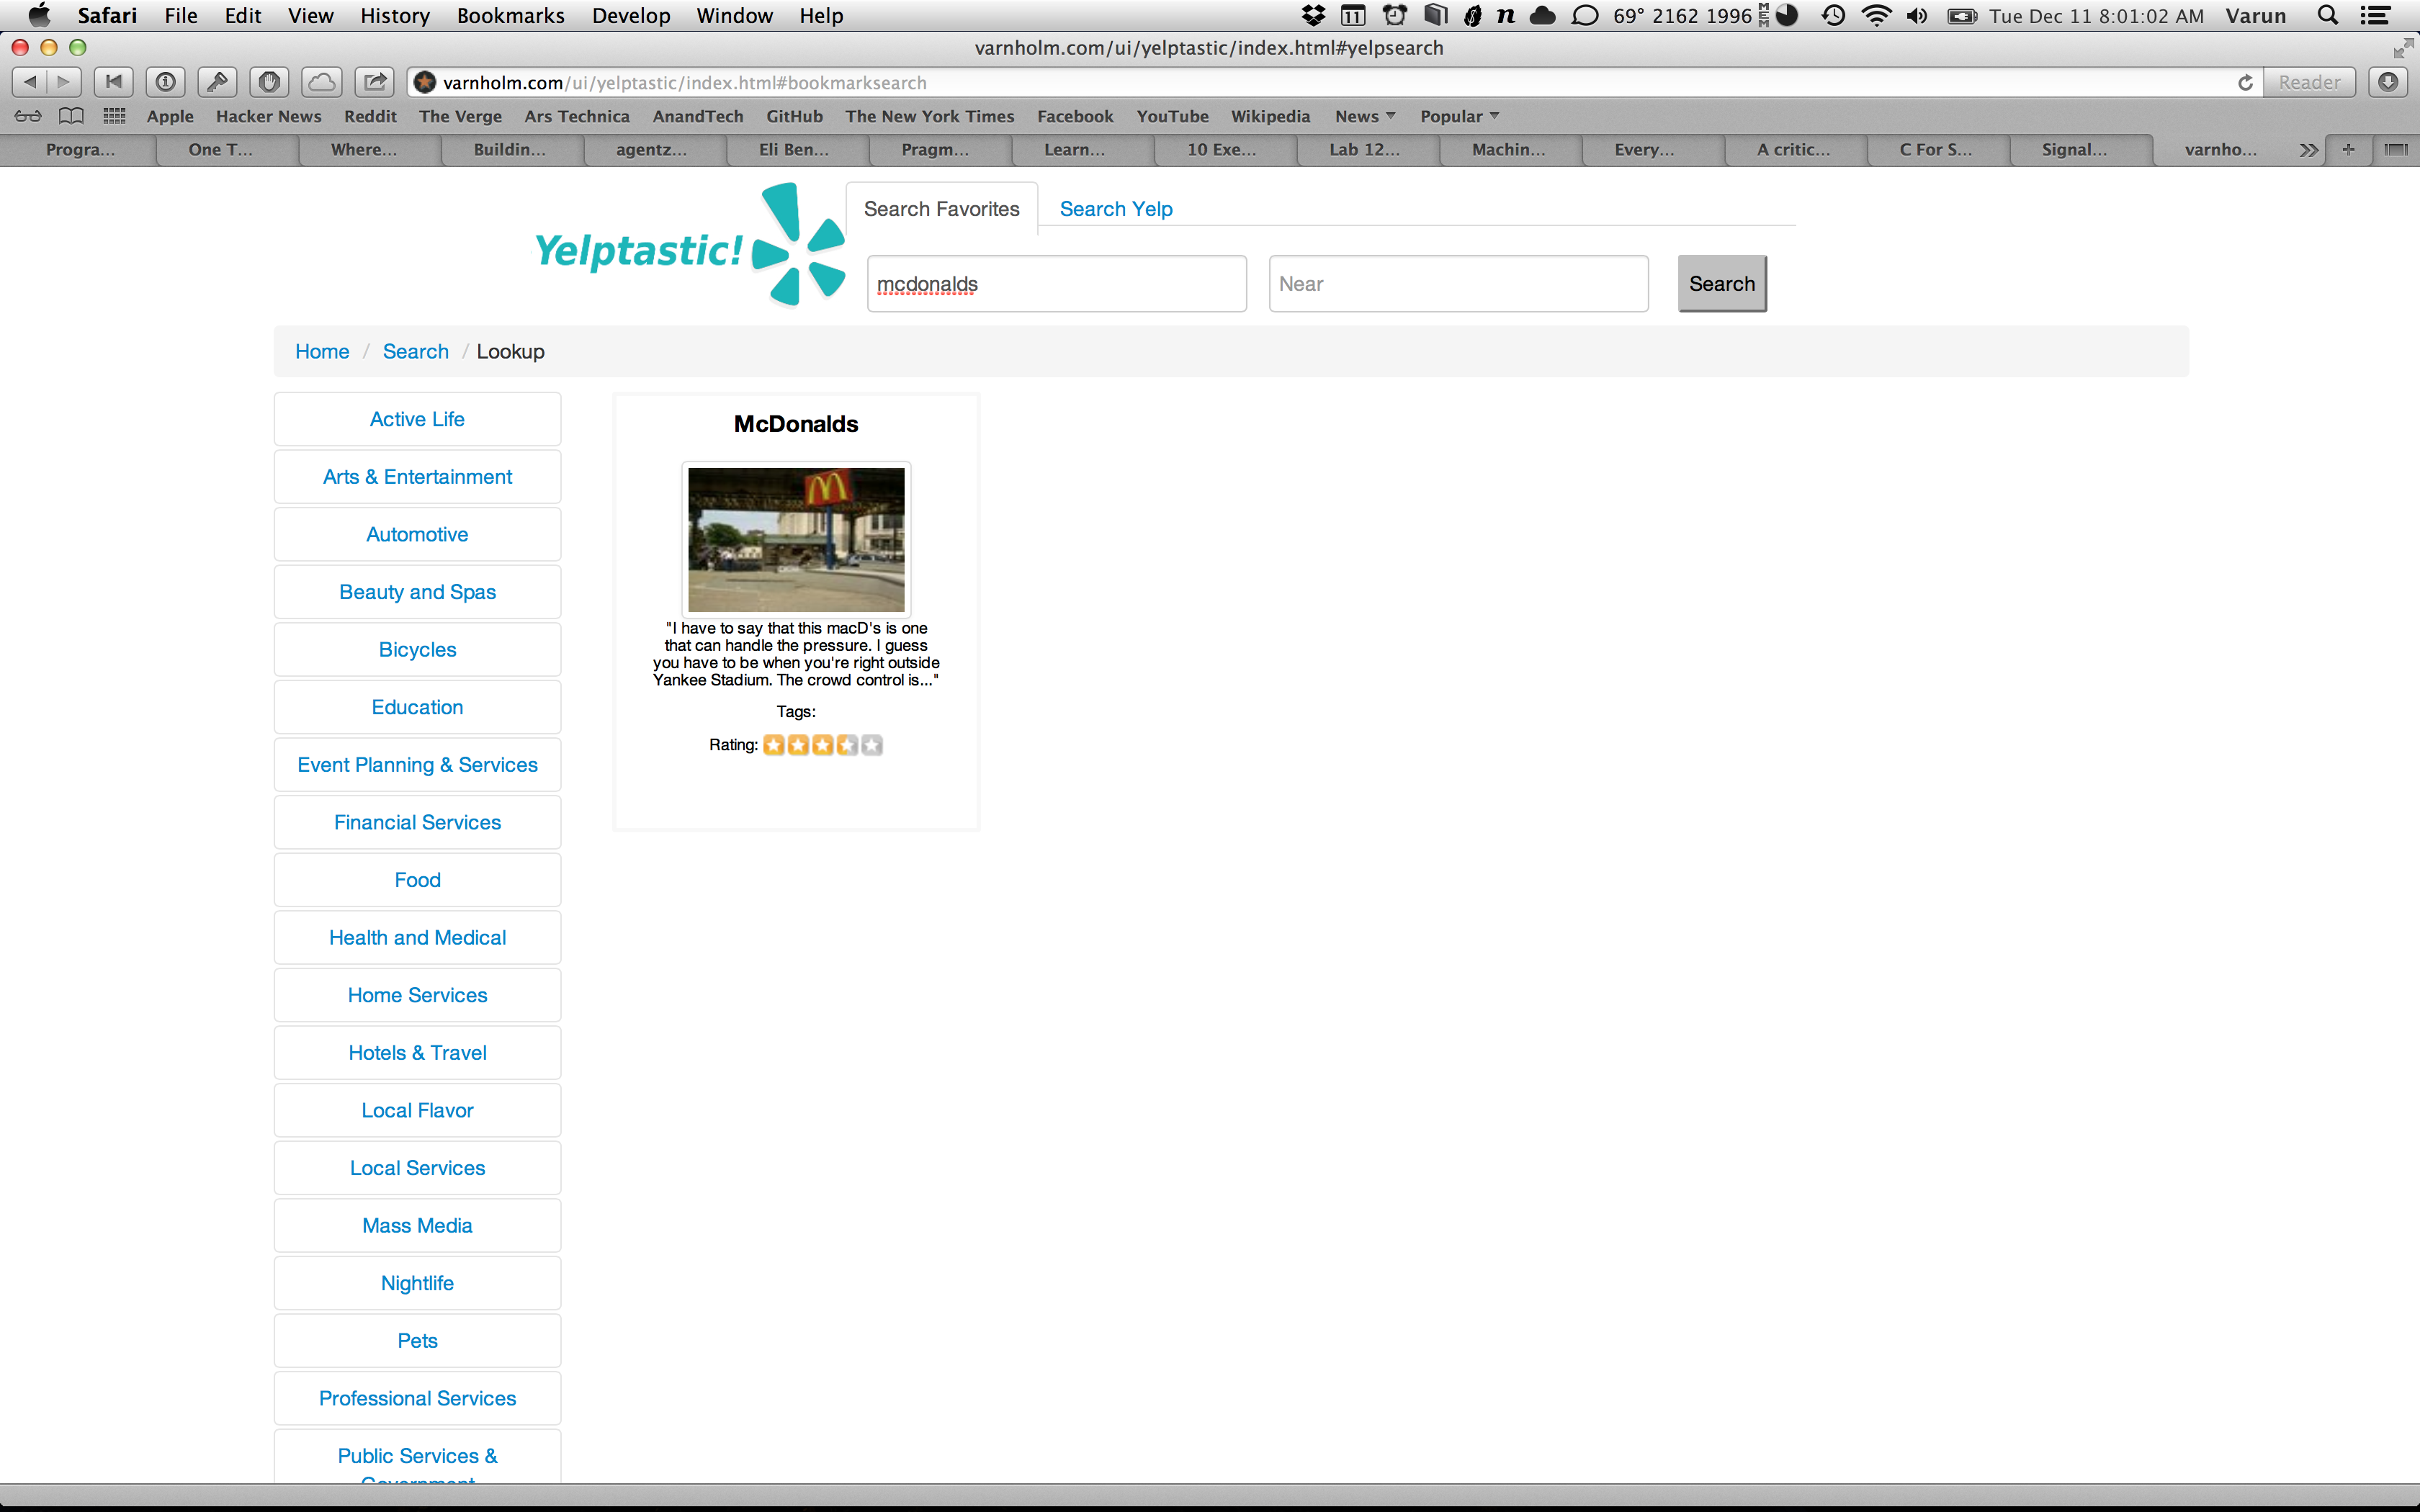 Safari File Edit View History Bookmarks Develop Window Help 11 69° 2162 1996 MEM Tue Dec 11 8:01:02 AM Varun
varnholm.com/ui/yelptastic/index.html#yelpsearch
varnholm.com/ui/yelptastic/index.html#bookmarksearch Reader
Apple Hacker News Reddit The Verge Ars Technica AnandTech GitHub The New York Times Facebook YouTube Wikipedia News Popular
Progra... One T... Where... Buildin... agentz... Eli Ben... Pragm... Learn... 10 Exe... Lab 12... Machin... Every... A critic... C For S... Signal... varnho...
Search Favorites Search Yelp
Yelptastic!
mcdonalds Near Search
Home / Search / Lookup
Active Life
Arts & Entertainment
Automotive
Beauty and Spas
Bicycles
Education
Event Planning & Services
Financial Services
Food
Health and Medical
Home Services
Hotels & Travel
Local Flavor
Local Services
Mass Media
Nightlife
Pets
Professional Services
Public Services &
Government
McDonalds
"I have to say that this macD's is one
that can handle the pressure. I guess
you have to be when you're right outside
Yankee Stadium. The crowd control is..."
Tags:
Rating: